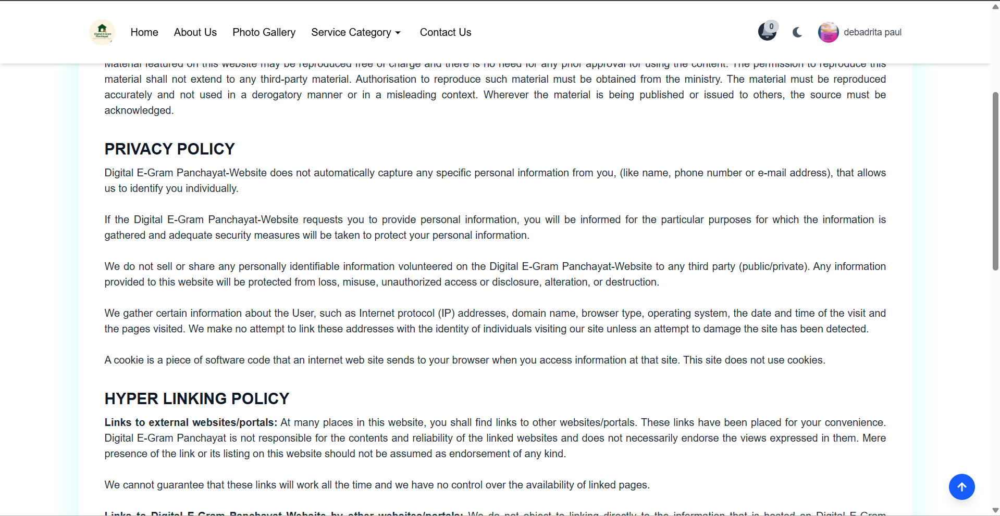 Digital E-Gram
Panchayat
Home
About Us
Photo Gallery
Service Category
Contact Us
0
debadrita paul
Material featured on this website may be reproduced free of charge and there is no need for any prior approval for using the content. The permission to reproduce this
material shall not extend to any third-party material. Authorisation to reproduce such material must be obtained from the ministry. The material must be reproduced
accurately and not used in a derogatory manner or in a misleading context. Wherever the material is being published or issued to others, the source must be
acknowledged.
PRIVACY POLICY
Digital E-Gram Panchayat-Website does not automatically capture any specific personal information from you, (like name, phone number or e-mail address), that allows
us to identify you individually.
If the Digital E-Gram Panchayat-Website requests you to provide personal information, you will be informed for the particular purposes for which the information is
gathered and adequate security measures will be taken to protect your personal information.
We do not sell or share any personally identifiable information volunteered on the Digital E-Gram Panchayat-Website to any third party (public/private). Any information
provided to this website will be protected from loss, misuse, unauthorized access or disclosure, alteration, or destruction.
We gather certain information about the User, such as Internet protocol (IP) addresses, domain name, browser type, operating system, the date and time of the visit and
the pages visited. We make no attempt to link these addresses with the identity of individuals visiting our site unless an attempt to damage the site has been detected.
A cookie is a piece of software code that an internet web site sends to your browser when you access information at that site. This site does not use cookies.
HYPER LINKING POLICY
Links to external websites/portals: At many places in this website, you shall find links to other websites/portals. These links have been placed for your convenience.
Digital E-Gram Panchayat is not responsible for the contents and reliability of the linked websites and does not necessarily endorse the views expressed in them. Mere
presence of the link or its listing on this website should not be assumed as endorsement of any kind.
We cannot guarantee that these links will work all the time and we have no control over the availability of linked pages.
Links to Digital E-Gram Panchayat Website by other websites/portals: We do not object to linking directly to the information that is hosted on Digital E-Gram